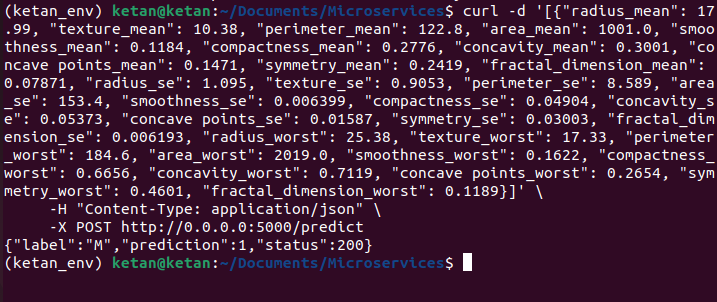 (ketan_env) ketan@ketan:~/Documents/Microservices$ curl -d '[{"radius_mean": 17
.99, "texture_mean": 10.38, "perimeter_mean": 122.8, "area_mean": 1001.0, "smoo
thness_mean": 0.1184, "compactness_mean": 0.2776, "concavity_mean": 0.3001, "co
ncave points_mean": 0.1471, "symmetry_mean": 0.2419, "fractal_dimension_mean": 
0.07871, "radius_se": 1.095, "texture_se": 0.9053, "perimeter_se": 8.589, "area
_se": 153.4, "smoothness_se": 0.006399, "compactness_se": 0.04904, "concavity_s
e": 0.05373, "concave points_se": 0.01587, "symmetry_se": 0.03003, "fractal_dim
ension_se": 0.006193, "radius_worst": 25.38, "texture_worst": 17.33, "perimeter
_worst": 184.6, "area_worst": 2019.0, "smoothness_worst": 0.1622, "compactness_
worst": 0.6656, "concavity_worst": 0.7119, "concave points_worst": 0.2654, "sym
metry_worst": 0.4601, "fractal_dimension_worst": 0.1189}]' \
     -H "Content-Type: application/json" \
     -X POST http://0.0.0.0:5000/predict
{"label":"M","prediction":1,"status":200}
(ketan_env) ketan@ketan:~/Documents/Microservices$